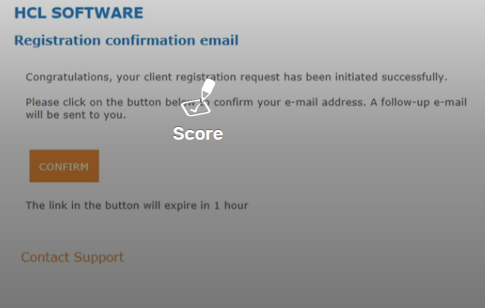 HCL SOFTWARE
Registration confirmation email
Congratulations, your client registration request has been initiated successfully.
Please click on the button below to confirm your e-mail address. A follow-up e-mail
will be sent to you.
Score
CONFIRM
The link in the button will expire in 1 hour
Contact Support